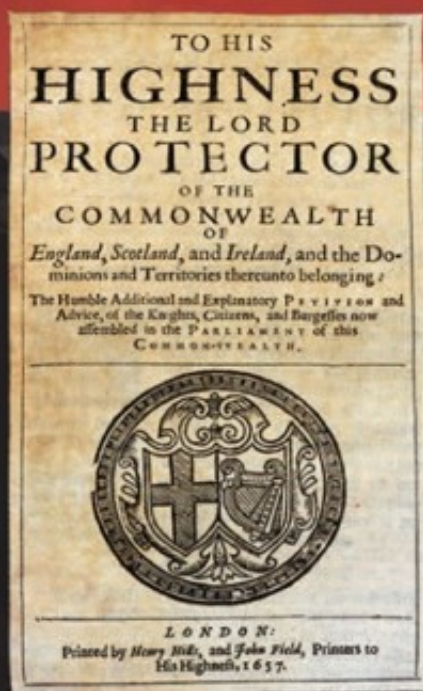 TO HIS
HIGHNESS
THE LORD
PROTECTOR
OF THE
COMMONWEALTH
OF
England, Scotland, and Ireland, and the Do-
minions and Territories thereunto belonging:
The Humble Additional and Explanatory PETITION and
Advice, of the Knights, Citizens, and Burgesses now
assembled in the PARLIAMENT of this
COMMON-WEALTH.
LONDON:
Printed by Henry Hills, and John Field, Printers to
His Highness, 1657.